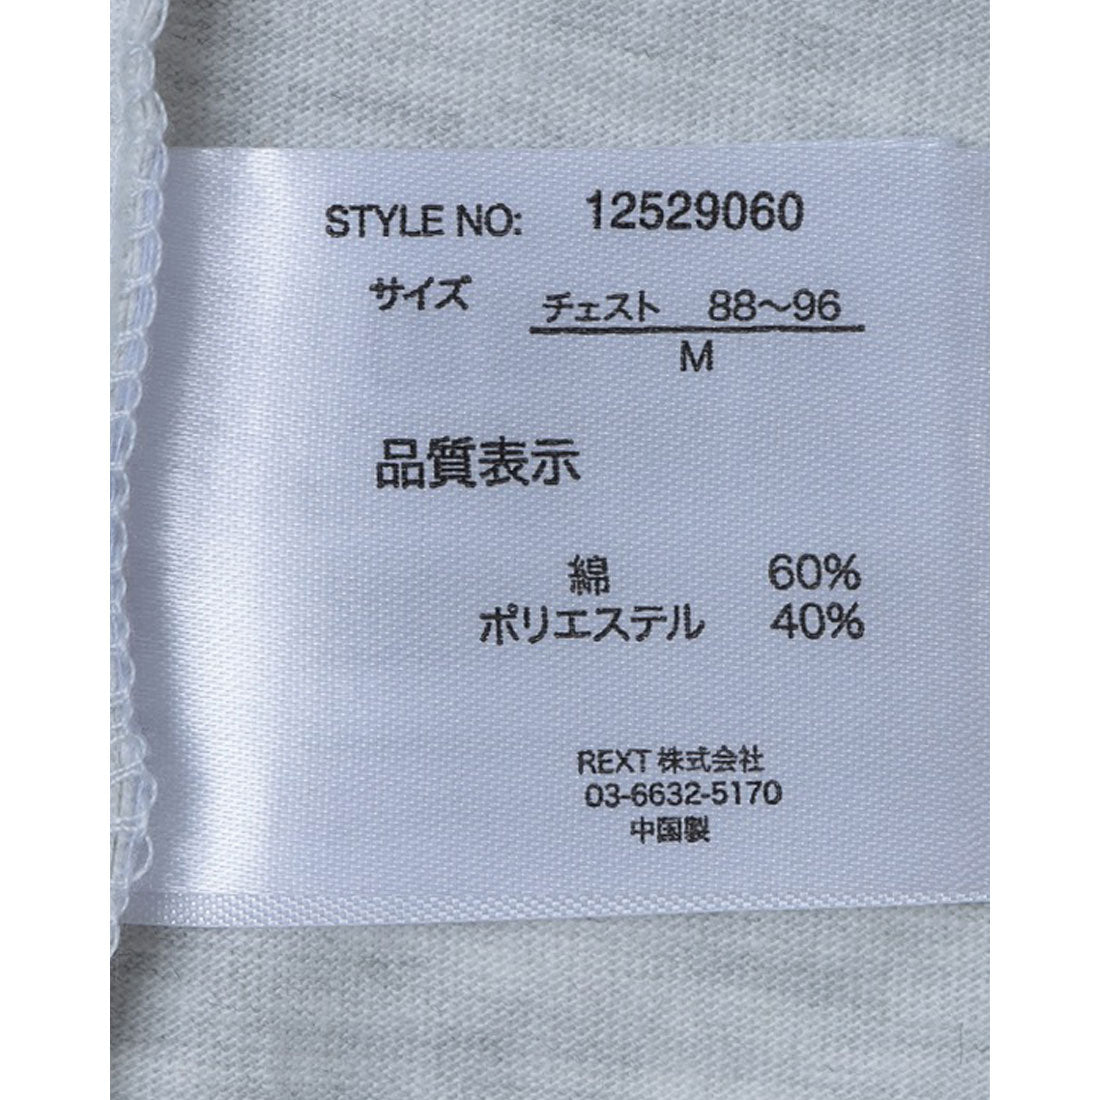 STYLE NO: 12529060
サイズ チェスト 88～96
M
品質表示
綿 60%
ポリエステル 40%
REXT 株式会社
03-6632-5170
中国製